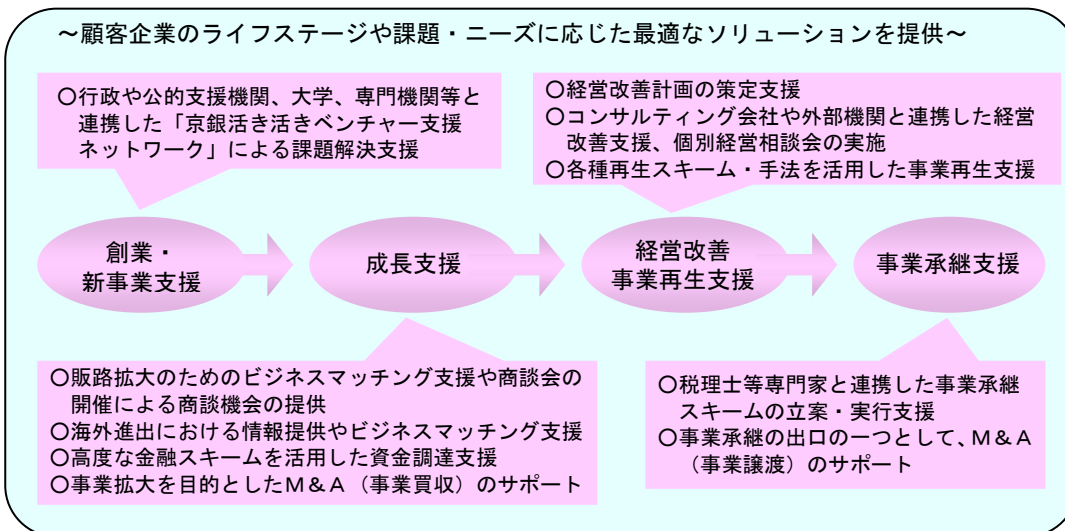 ～顧客企業のライフステージや課題・ニーズに応じた最適なソリューションを提供～
○行政や公的支援機関、大学、専門機関等と
連携した「京銀活き活きベンチャー支援
ネットワーク」による課題解決支援
○経営改善計画の策定支援
○コンサルティング会社や外部機関と連携した経営
改善支援、個別経営相談会の実施
○各種再生スキーム・手法を活用した事業再生支援
創業・
新事業支援
成長支援
経営改善
事業再生支援
事業承継支援
○販路拡大のためのビジネスマッチング支援や商談会の
開催による商談機会の提供
○海外進出における情報提供やビジネスマッチング支援
○高度な金融スキームを活用した資金調達支援
○事業拡大を目的としたＭ＆Ａ（事業買収）のサポート
○税理士等専門家と連携した事業承継
スキームの立案・実行支援
○事業承継の出口の一つとして、Ｍ＆Ａ
（事業譲渡）のサポート